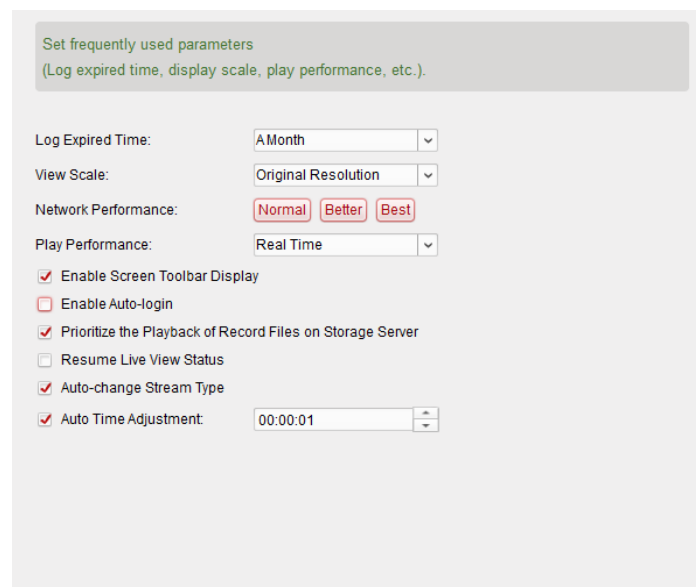 Set frequently used parameters
(Log expired time, display scale, play performance, etc.).
Log Expired Time: A Month
View Scale: Original Resolution
Network Performance: Normal Better Best
Play Performance: Real Time
Enable Screen Toolbar Display
Enable Auto-login
Prioritize the Playback of Record Files on Storage Server
Resume Live View Status
Auto-change Stream Type
Auto Time Adjustment: 00:00:01